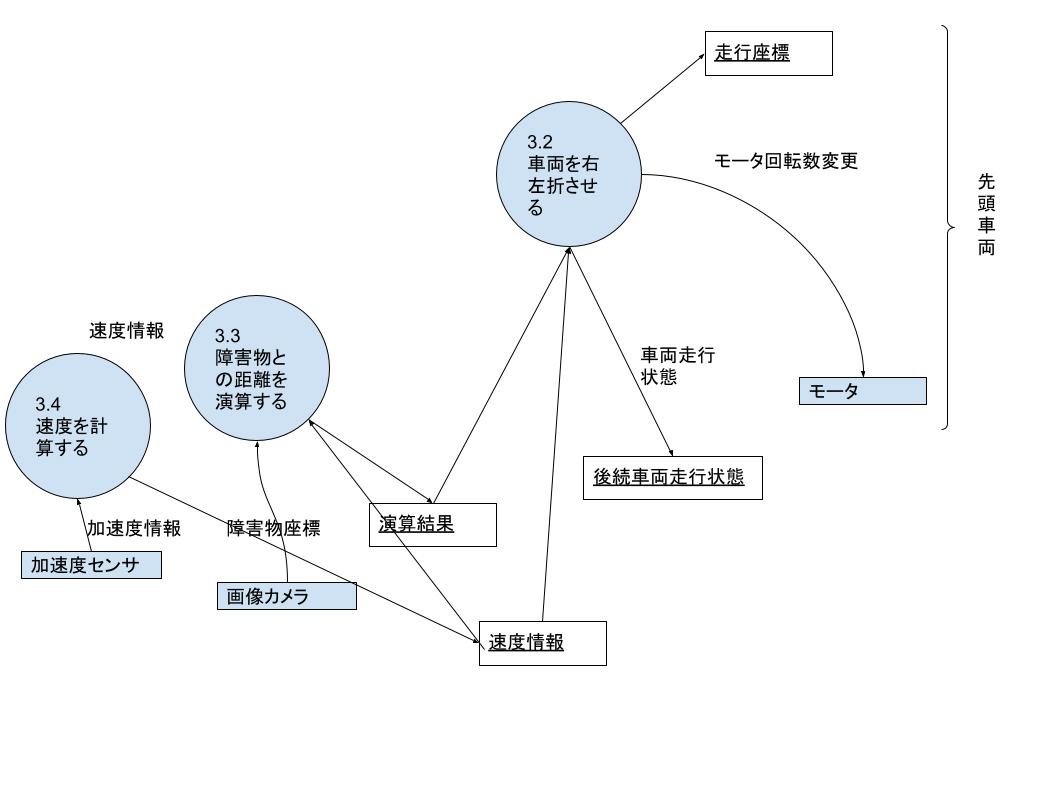 走行座標
3.2
車両を右
左折させ
る
モータ回転数変更
先
頭
車
両
速度情報
3.3
障害物と
の距離を
演算する
車両走行
状態
モータ
3.4
速度を計
算する
後続車両走行状態
加速度情報
障害物座標
演算結果
加速度センサ
画像カメラ
速度情報